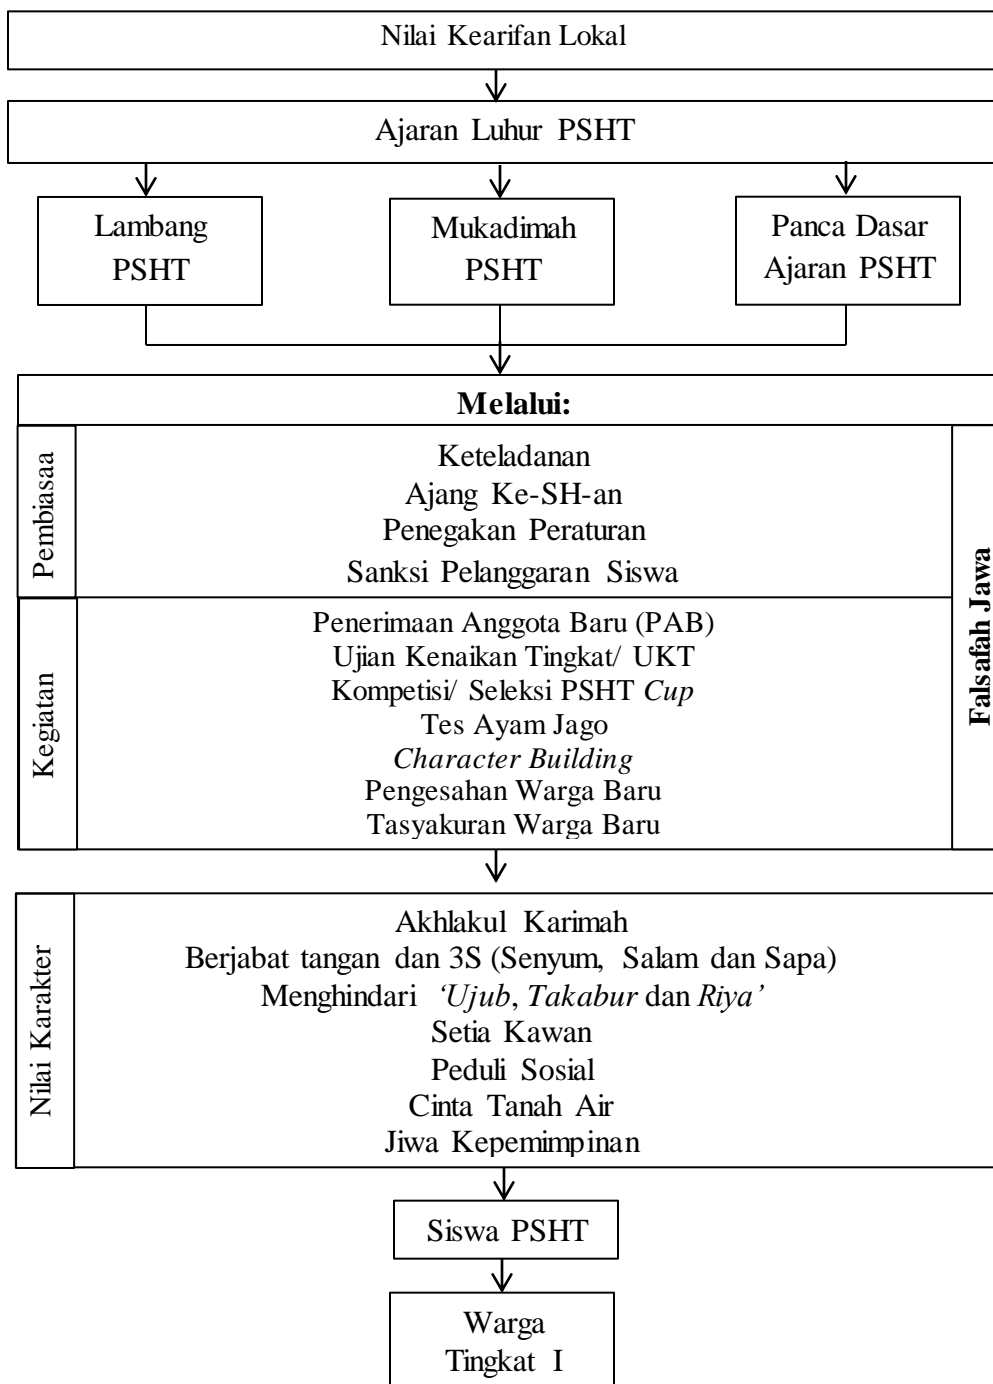 Nilai Kearifan Lokal
Ajaran Luhur PSHT
Lambang
PSHT
Mukadimah
PSHT
Panca Dasar
Ajaran PSHT
Melalui:
Pembiasaa
Keteladanan
Ajang Ke-SH-an
Penegakan Peraturan
Sanksi Pelanggaran Siswa
Falsafah Jawa
Kegiatan
Penerimaan Anggota Baru (PAB)
Ujian Kenaikan Tingkat/ UKT
Kompetisi/ Seleksi PSHT Cup
Tes Ayam Jago
Character Building
Pengesahan Warga Baru
Tasyakuran Warga Baru
Nilai Karakter
Akhlakul Karimah
Berjabat tangan dan 3S (Senyum, Salam dan Sapa)
Menghindari ‘Ujub, Takabur dan Riya’
Setia Kawan
Peduli Sosial
Cinta Tanah Air
Jiwa Kepemimpinan
Siswa PSHT
Warga
Tingkat I